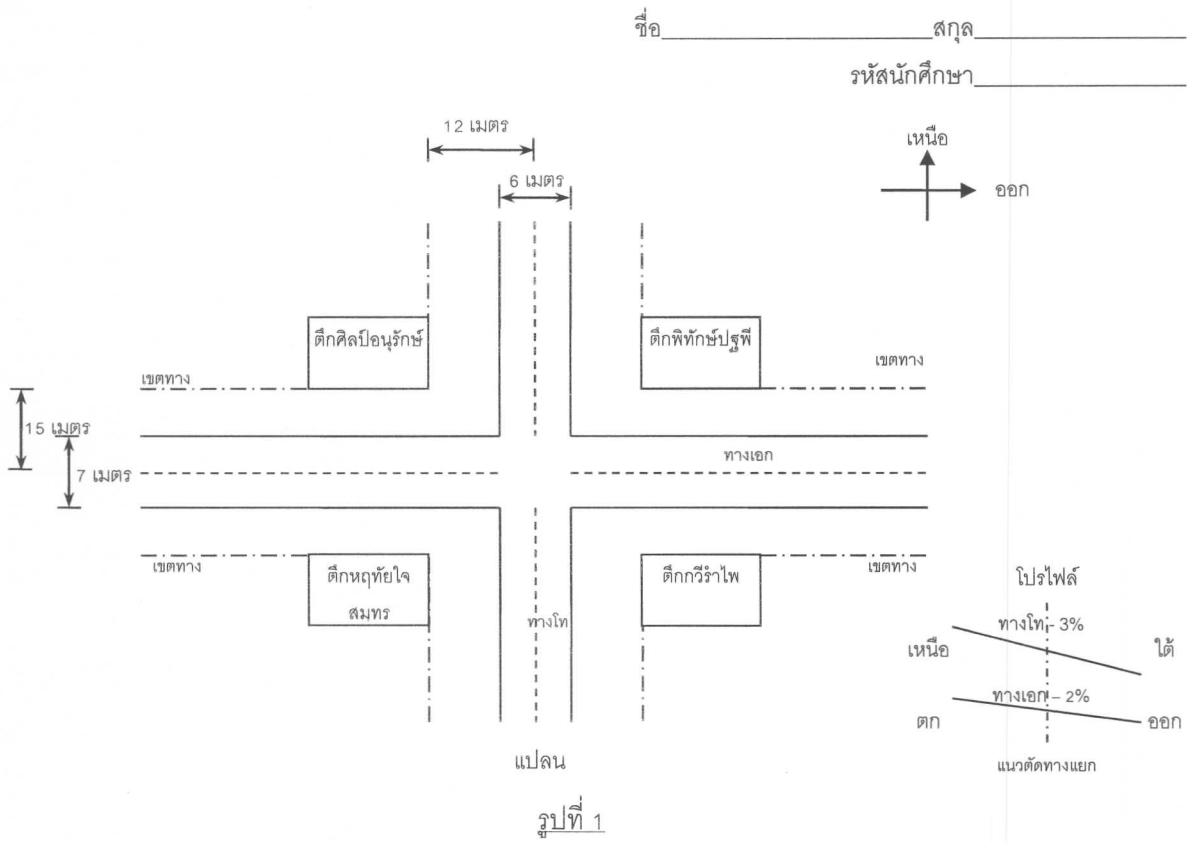 ชื่อ สกุล
รหัสนักศึกษา
12 เมตร
6 เมตร
เหนือ
ออก
ตึกศิลป์อนุรักษ์
ตึกพิทักษ์ปฐพี
เขตทาง
เขตทาง
15 เมตร
7 เมตร
ทางเอก
เขตทาง
ตึกหฤทัยใจ
สมุทร
ทางโท
ตึกกวีรำไพ
เขตทาง
โปรไฟล์
ทางโท - 3%
เหนือ
ใต้
ทางเอก – 2%
ตก
ออก
แนวตัดทางแยก
แปลน
รูปที่ 1